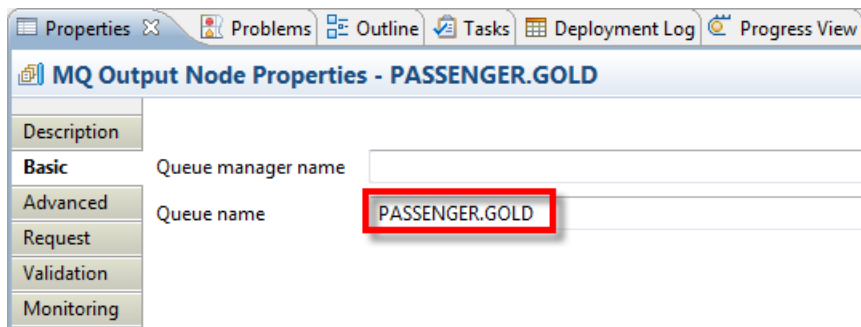 Properties Problems Outline Tasks Deployment Log Progress View
MQ Output Node Properties - PASSENGER.GOLD
Description
Basic Queue manager name
Advanced Queue name PASSENGER.GOLD
Request
Validation
Monitoring